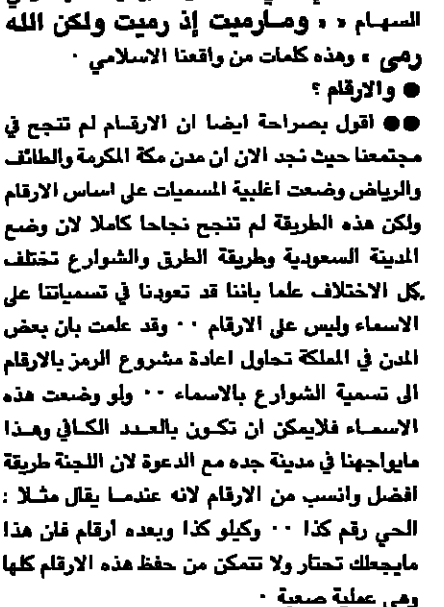 السهام « « ومارميت إذ رميت ولكن الله
رمى » وهذه كلمات من واقعنا الاسلامي ·
● والارقام ؟
●● اقول بصراحة ايضا ان الارقام لم تنجح في
مجتمعنا حيث نجد الان ان مدن مكة المكرمة والطائف
والرياض وضعت اغلبية المسميات على اساس الارقام
ولكن هذه الطريقة لم تنجح نجاحا كاملا لان وضع
المدينة السعودية وطريقة الطرق والشوارع تختلف
كل الاختلاف علما باننا قد تعودنا في تسمياتنا على
الاسماء وليس على الارقام ·· وقد علمت بان بعض
المدن في المملكة تحاول اعادة مشروع الرمز بالارقام
الى تسمية الشوارع بالاسماء ·· ولو وضعت هذه
الاسماء فلايمكن ان تكون بالعدد الكافي وهذا
مايواجهنا في مدينة جده مع الدعوة لان اللجنة طريقة
افضل وانسب من الارقام لانه عندما يقال مثلا :
الحي رقم كذا ·· وكيلو كذا وبعده أرقام فان هذا
مايجعلك تحتار ولا تتمكن من حفظ هذه الارقام كلها
وهي عملية صعبة ·